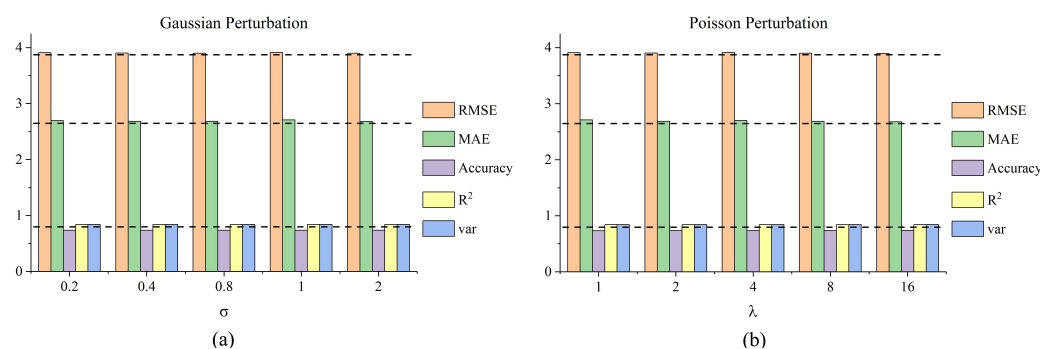 Gaussian Perturbation
4
3
2
1
0
0.2 0.4 0.8 1 2
σ
RMSE
MAE
Accuracy
R²
var
(a)
Poisson Perturbation
4
3
2
1
0
1 2 4 8 16
λ
RMSE
MAE
Accuracy
R²
var
(b)